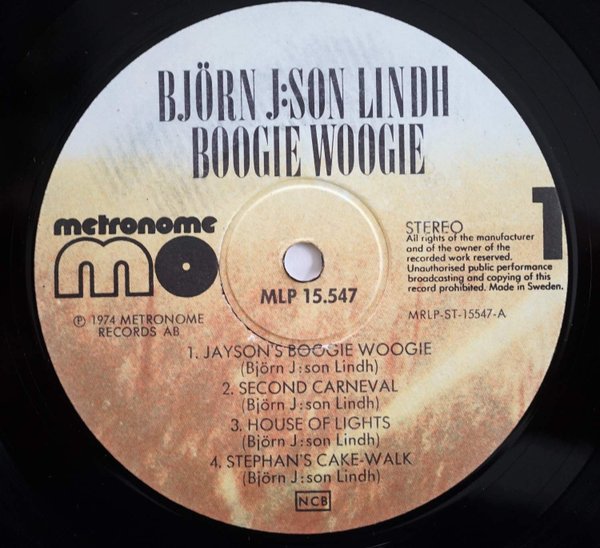 BJÖRN J:SON LINDH
BOOGIE WOOGIE
metronome
mo
℗ 1974 METRONOME
RECORDS AB
MLP 15.547
STEREO
1
All rights of the manufacturer
and of the owner of the
recorded work reserved.
Unauthorised public performance
broadcasting and copying of this
record prohibited. Made in Sweden.
MRLP-ST-15547-A
1. JAYSON'S BOOGIE WOOGIE
(Björn J:son Lindh)
2. SECOND CARNEVAL
(Björn J:son Lindh)
3. HOUSE OF LIGHTS
(Björn J:son Lindh)
4. STEPHAN'S CAKE-WALK
(Björn J:son Lindh)
NCB